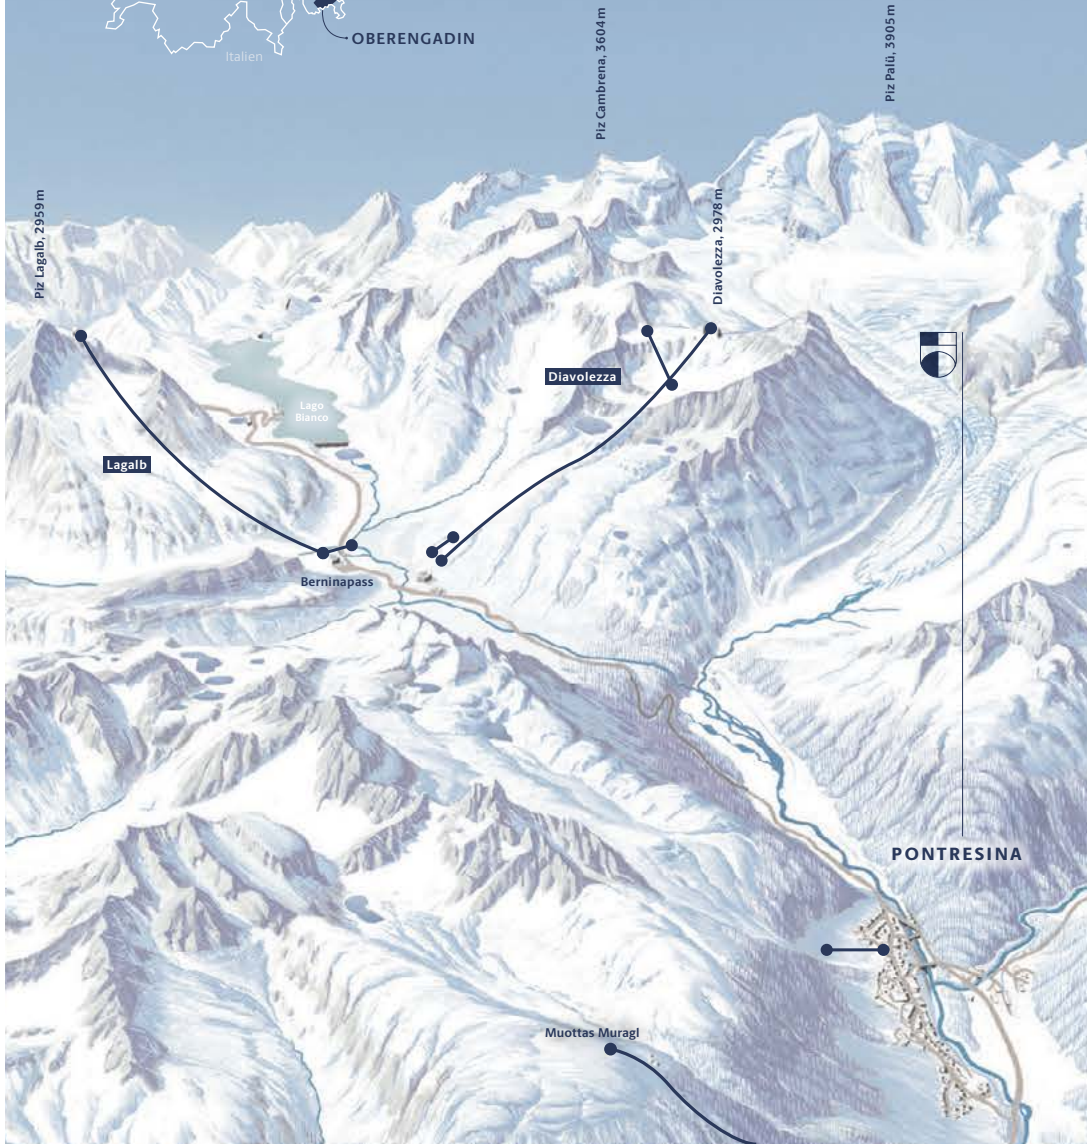 OBERENGADIN
Italien
Piz Cambrena, 3604 m
Piz Palü, 3905 m
Piz Lagalb, 2959 m
Diavolezza, 2978 m
Diavolezza
Lago
Bianco
Lagalb
Berninapass
PONTRESINA
Muottas Muragl